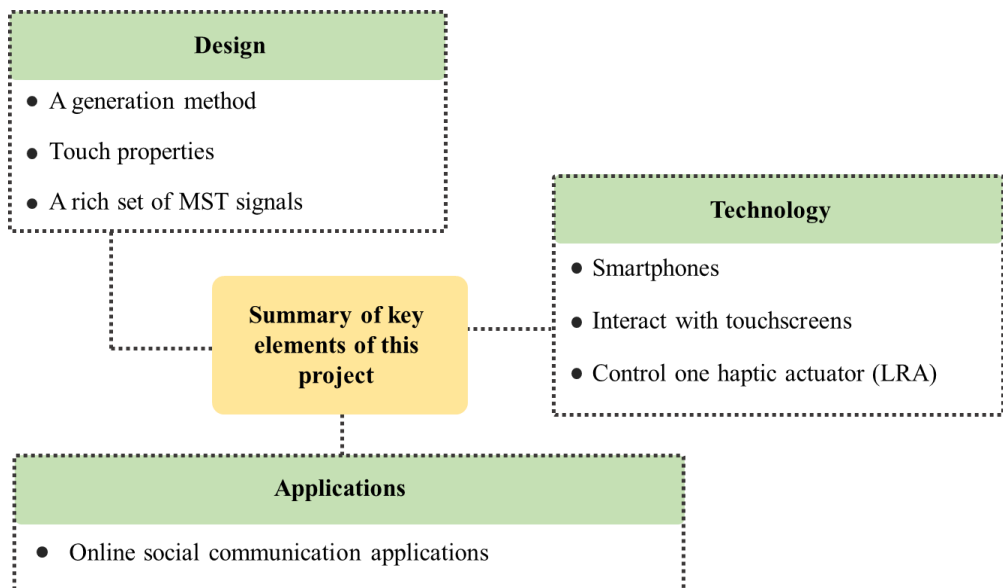 Design
A generation method
Touch properties
A rich set of MST signals
Technology
Smartphones
Interact with touchscreens
Control one haptic actuator (LRA)
Summary of key
elements of this
project
Applications
Online social communication applications